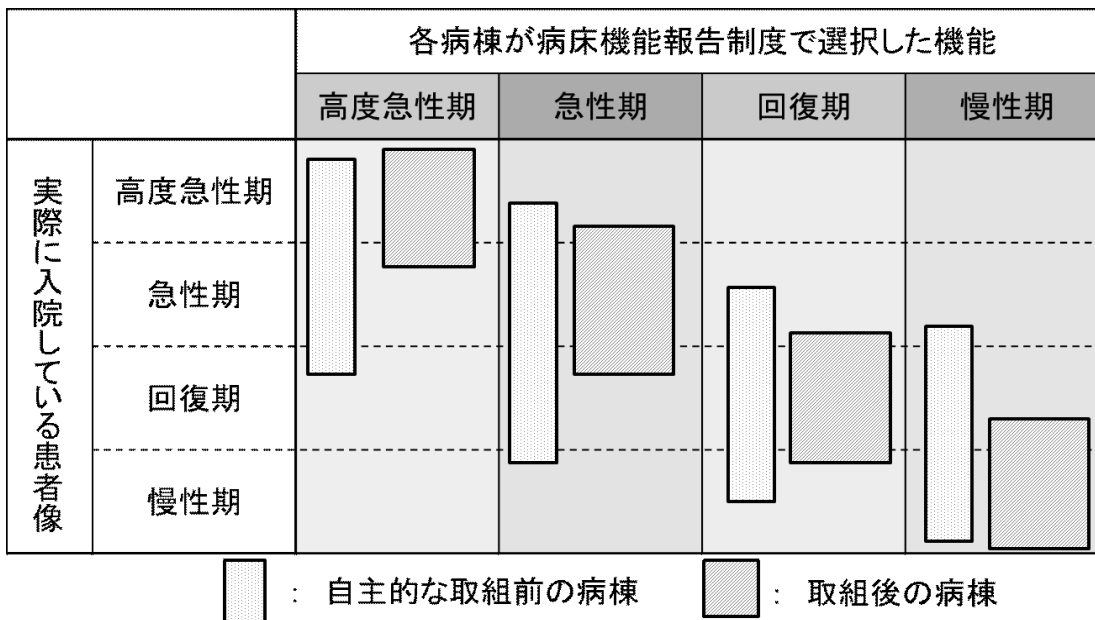 各病棟が病床機能報告制度で選択した機能
高度急性期 急性期 回復期 慢性期
実際に入院している患者像
高度急性期
急性期
回復期
慢性期
： 自主的な取組前の病棟 ： 取組後の病棟